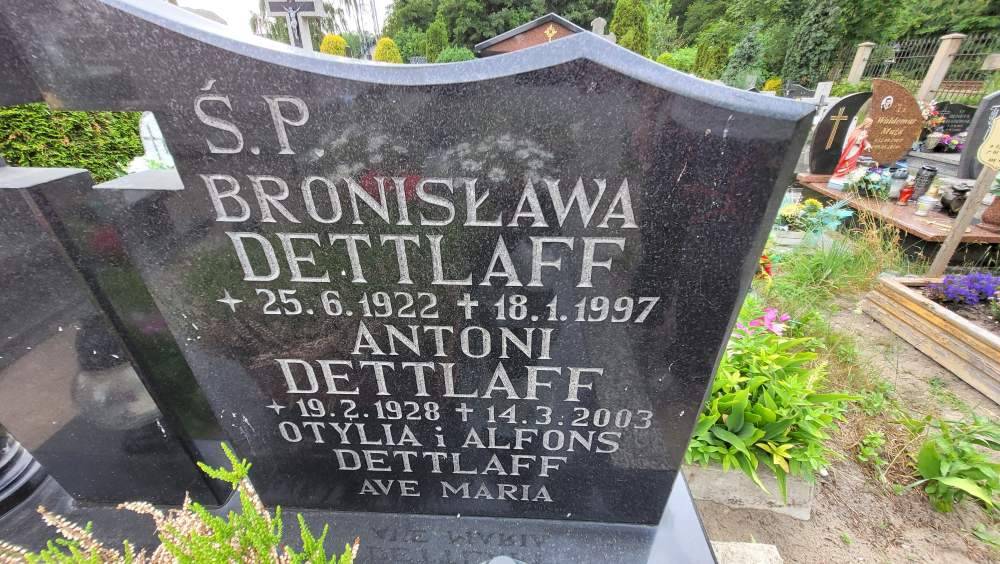 Ś.P.
BRONISŁAWA
DETTLAFF
✦ 25.6.1922 ✝ 18.1.1997
ANTONI
DETTLAFF
✦ 19.2.1928 ✝ 14.3.2003
OTYLIA i ALFONS
DETTLAFF
AVE MARIA
Waldemar